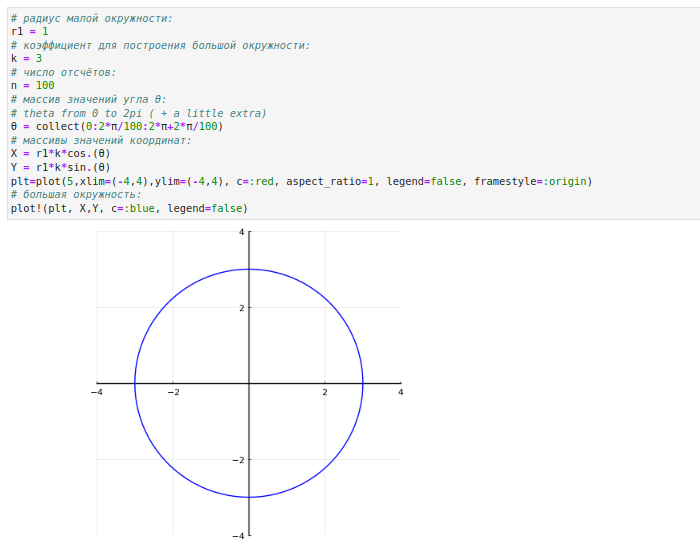 # радиус малой окружности:
r1 = 1
# коэффициент для построения большой окружности:
k = 3
# число отсчётов:
n = 100
# массив значений угла θ:
# theta from 0 to 2pi ( + a little extra)
θ = collect(0:2*π/100:2*π+2*π/100)
# массивы значений координат:
X = r1*k*cos.(θ)
Y = r1*k*sin.(θ)
plt=plot(5,xlim=(-4,4),ylim=(-4,4), c=:red, aspect_ratio=1, legend=false, framestyle=:origin)
# большая окружность:
plot!(plt, X,Y, c=:blue, legend=false)
4
2
−4 −2 2 4
−2
−4